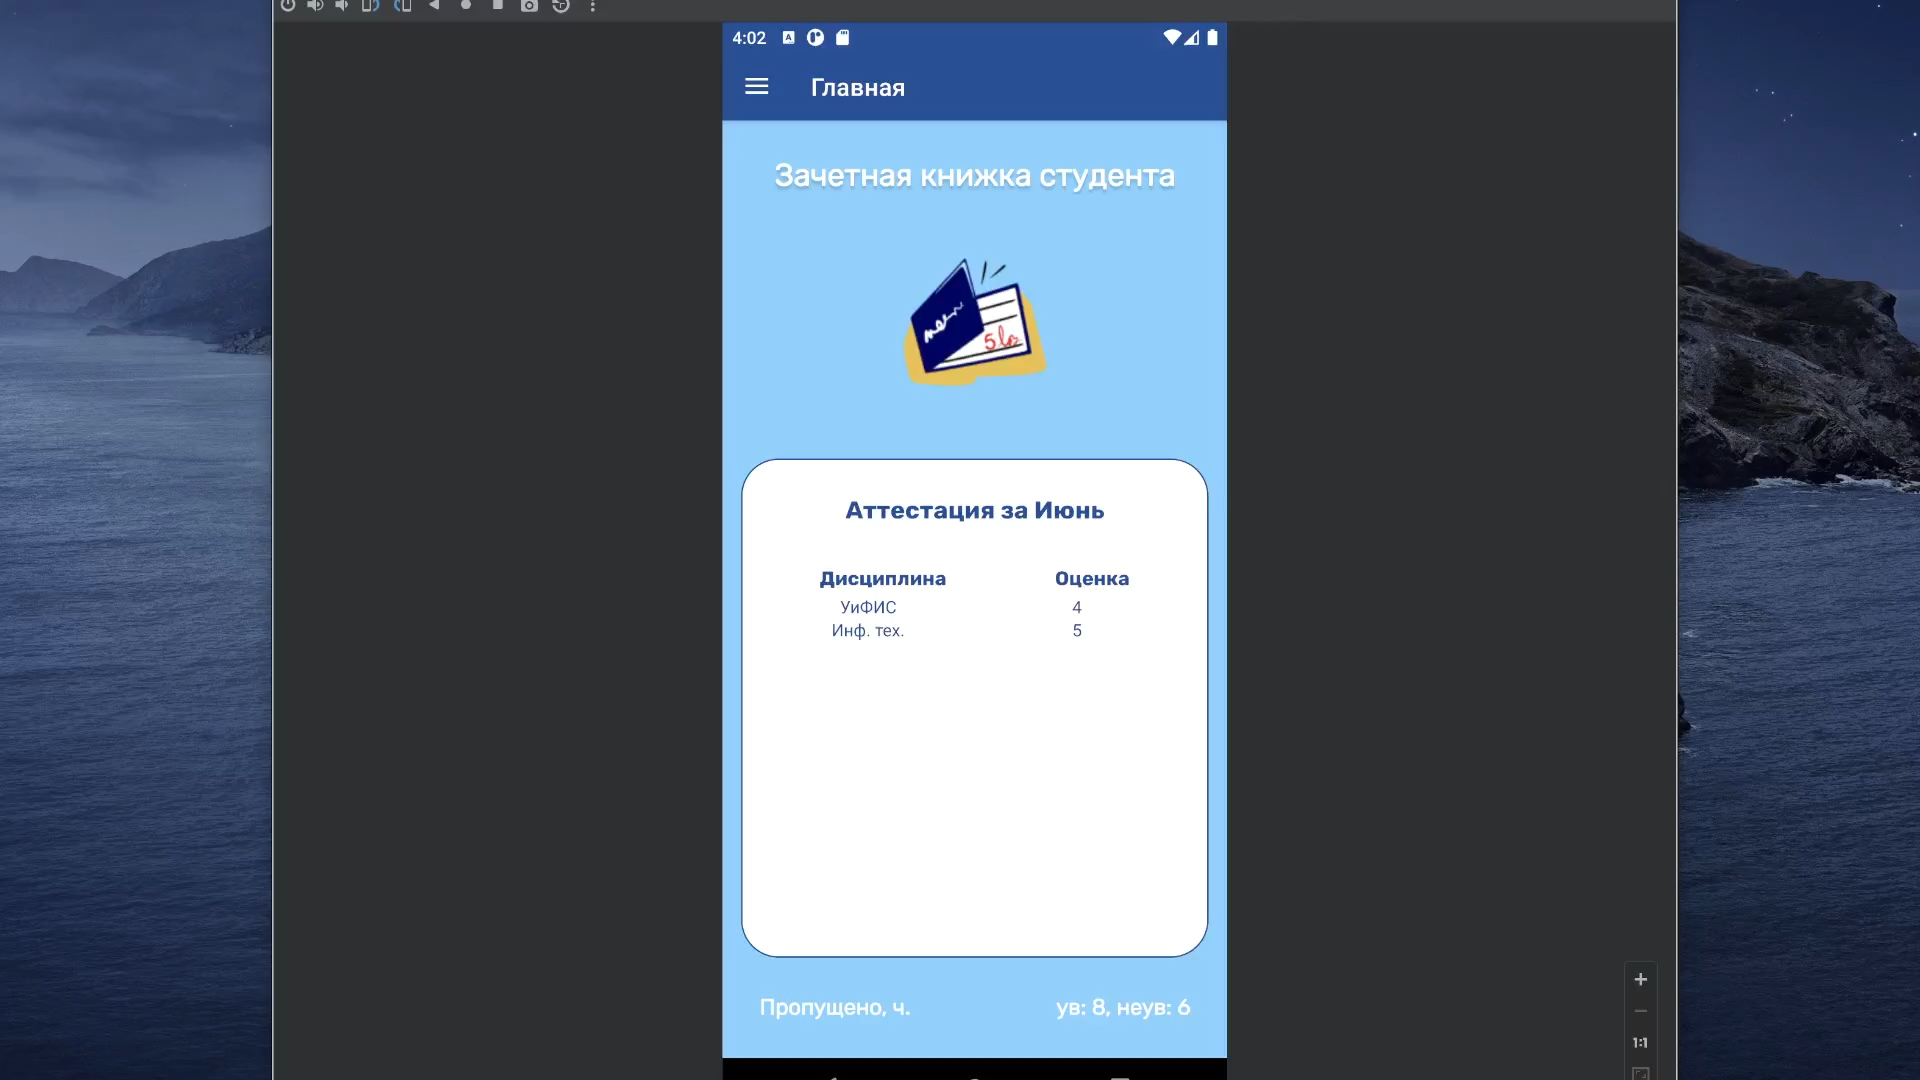 4:02
Главная
Зачетная книжка студента
Аттестация за Июнь
Дисциплина Оценка
УиФИС 4
Инф. тех. 5
Пропущено, ч. ув: 8, неув: 6
1:1